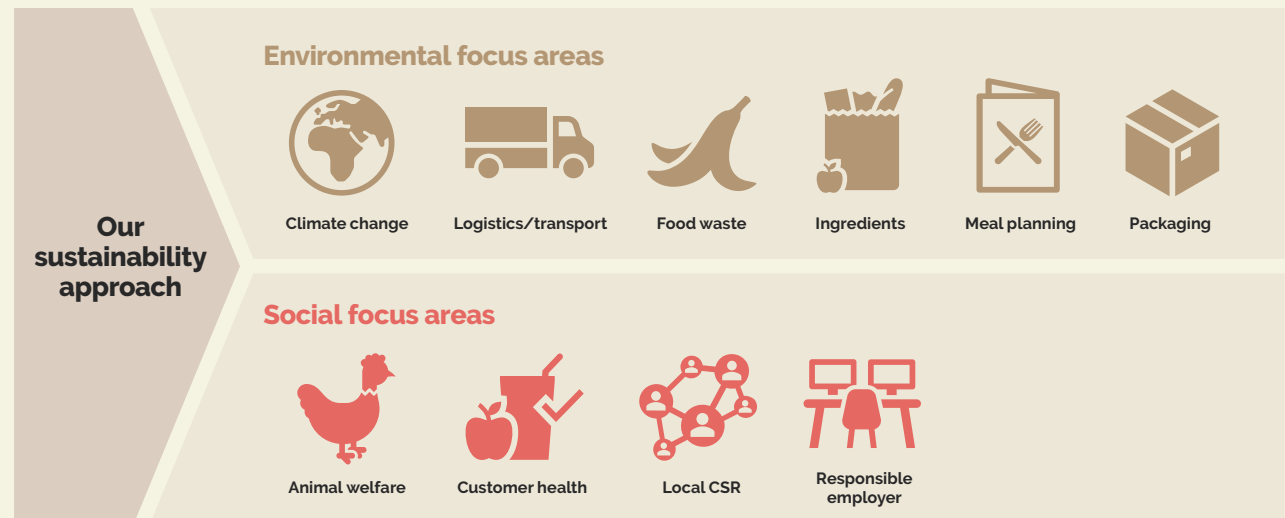 Our
sustainability
approach
Environmental focus areas
Climate change
Logistics/transport
Food waste
Ingredients
Meal planning
Packaging
Social focus areas
Animal welfare
Customer health
Local CSR
Responsible
employer